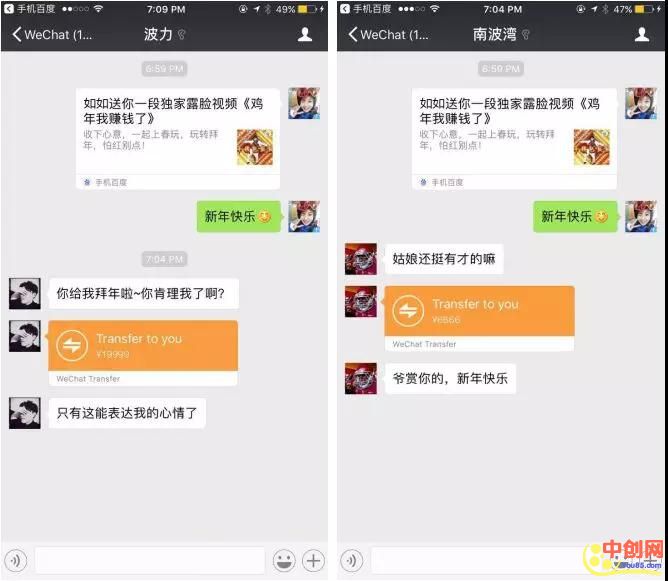 手机百度 7:09 PM 49%
WeChat (1... 波力
6:59 PM
如如送你一段独家露脸视频《鸡
年我赚钱了》
收下心意，一起上春玩，玩转拜
年，怕红别点！
手机百度
新年快乐
7:04 PM
你给我拜年啦~你肯理我了啊？
Transfer to you
¥19999
WeChat Transfer
只有这能表达我的心情了
手机百度 7:04 PM 47%
WeChat (1... 南波湾
6:59 PM
如如送你一段独家露脸视频《鸡
年我赚钱了》
收下心意，一起上春玩，玩转拜
年，怕红别点！
手机百度
新年快乐
姑娘还挺有才的嘛
Transfer to you
¥6666
WeChat Transfer
爷赏你的，新年快乐
中创网